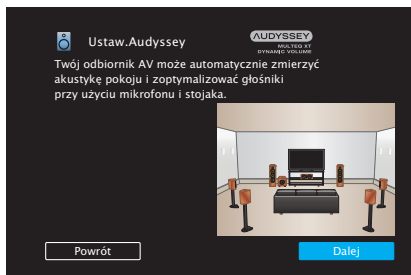 Ustaw.Audyssey
AUDYSSEY
MULTEQ XT
DYNAMIC VOLUME
Twój odbiornik AV może automatycznie zmierzyć
akustykę pokoju i zoptymalizować głośniki
przy użyciu mikrofonu i stojaka.
Powrót
Dalej